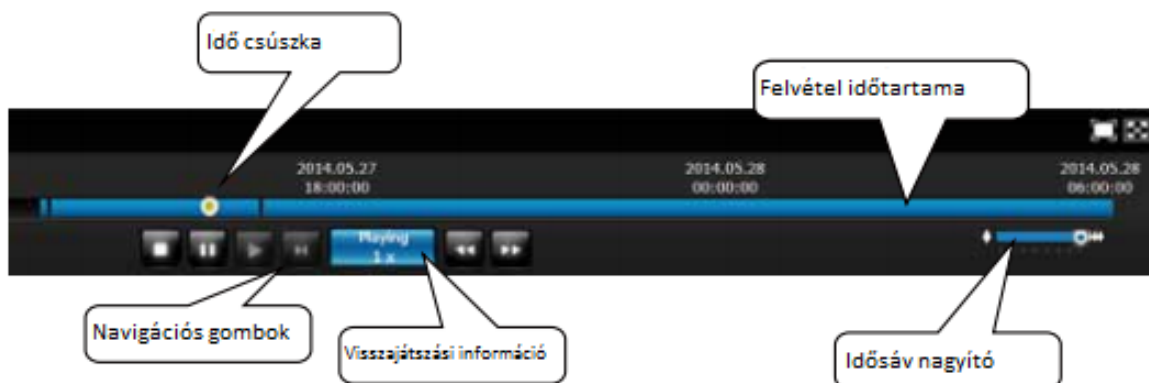 Idő csúszka
Felvétel időtartama
2014.05.27
18:00:00
2014.05.28
00:00:00
2014.05.28
06:00:00
Playing
1 x
Navigációs gombok
Visszajátszási információ
Idősáv nagyító